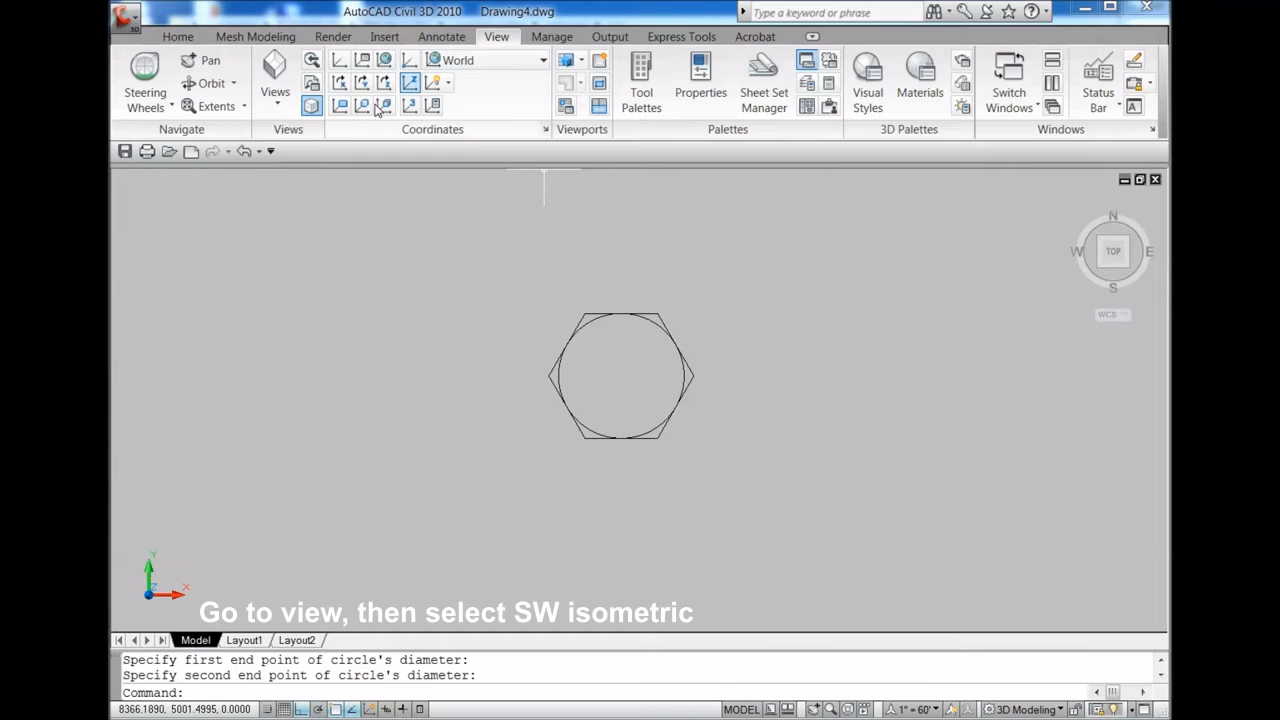 AutoCAD Civil 3D 2010 Drawing4.dwg
Type a keyword or phrase
3D
Home Mesh Modeling Render Insert Annotate View Manage Output Express Tools Acrobat
Steering Wheels
Pan
Orbit
Extents
Navigate
Views
Views
World
Coordinates
Viewports
Tool Palettes
Properties
Sheet Set Manager
Palettes
Visual Styles
Materials
3D Palettes
Switch Windows
Status Bar
Windows
N
W TOP E
S
WCS
Y
Z X
Go to view, then select SW isometric
Model Layout1 Layout2
Specify first end point of circle's diameter:
Specify second end point of circle's diameter:
Command:
8366.1890, 5001.4995, 0.0000 MODEL 1" = 60' 3D Modeling